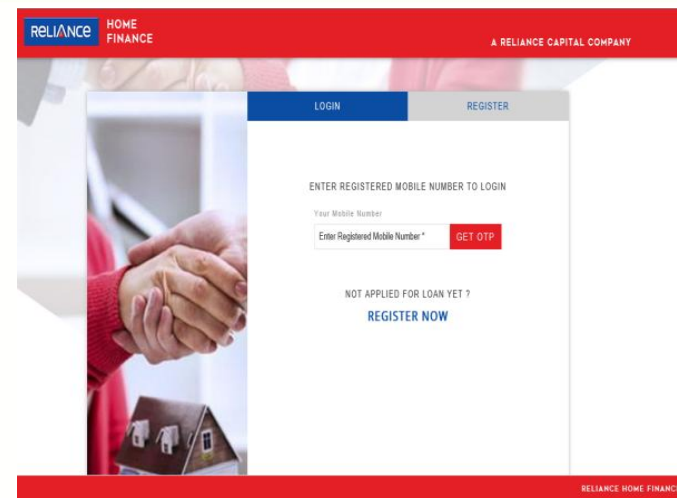 RELIANCE
HOME
FINANCE
A RELIANCE CAPITAL COMPANY
LOGIN
REGISTER
ENTER REGISTERED MOBILE NUMBER TO LOGIN
Your Mobile Number
Enter Registered Mobile Number *
GET OTP
NOT APPLIED FOR LOAN YET ?
REGISTER NOW
RELIANCE HOME FINANC